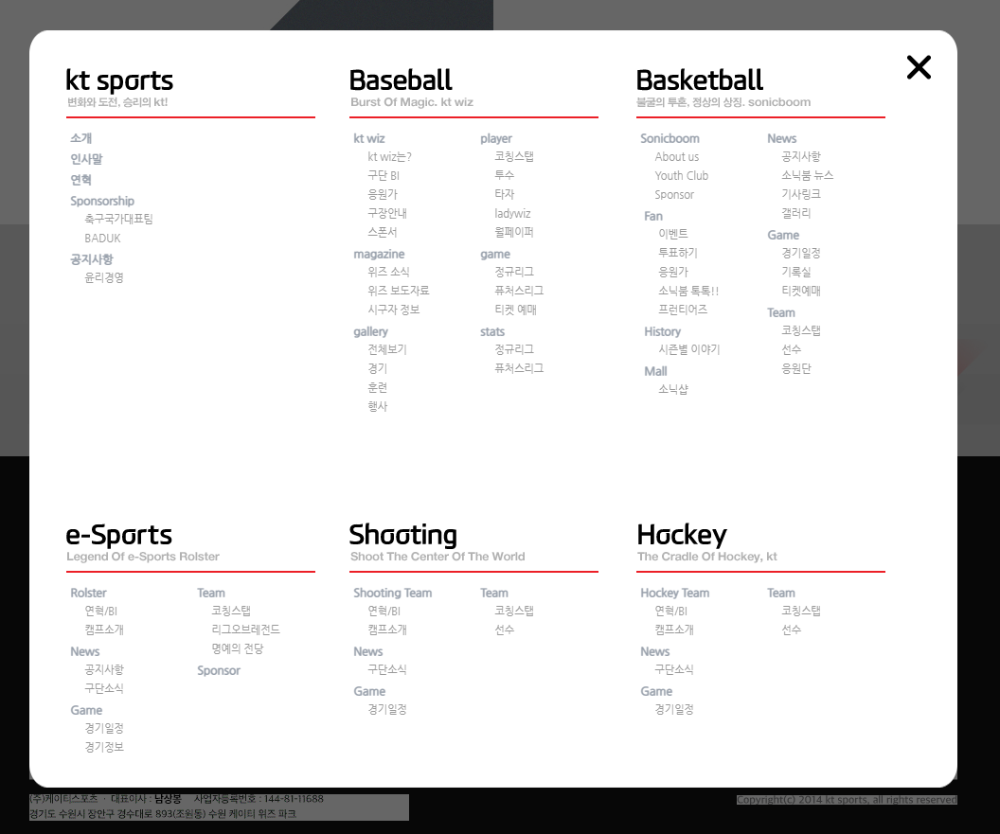 kt sports
변화와 도전, 승리의 kt!
소개
인사말
연혁
Sponsorship
축구국가대표팀
BADUK
공지사항
윤리경영
Baseball
Burst Of Magic. kt wiz
kt wiz
kt wiz는?
구단 BI
응원가
구장안내
스폰서
magazine
위즈 소식
위즈 보도자료
시구자 정보
gallery
전체보기
경기
훈련
행사
player
코칭스탭
투수
타자
ladywiz
월페이퍼
game
정규리그
퓨처스리그
티켓 예매
stats
정규리그
퓨처스리그
Basketball
불굴의 투혼, 정상의 상징. sonicboom
Sonicboom
About us
Youth Club
Sponsor
Fan
이벤트
투표하기
응원가
소닉붐 톡톡!!
프런티어즈
History
시즌별 이야기
Mall
소닉샵
News
공지사항
소닉붐 뉴스
기사링크
갤러리
Game
경기일정
기록실
티켓예매
Team
코칭스탭
선수
응원단
e-Sports
Legend Of e-Sports Rolster
Rolster
연혁/BI
캠프소개
News
공지사항
구단소식
Game
경기일정
경기정보
Team
코칭스탭
리그오브레전드
명예의 전당
Sponsor
Shooting
Shoot The Center Of The World
Shooting Team
연혁/BI
캠프소개
News
구단소식
Game
경기일정
Team
코칭스탭
선수
Hockey
The Cradle Of Hockey, kt
Hockey Team
연혁/BI
캠프소개
News
구단소식
Game
경기일정
Team
코칭스탭
선수
(주)케이티스포츠 · 대표이사 : 남상봉 사업자등록번호 : 144-81-11688
경기도 수원시 장안구 경수대로 893(조원동) 수원 케이티 위즈 파크
Copyright(c) 2014 kt sports, all rights reserved